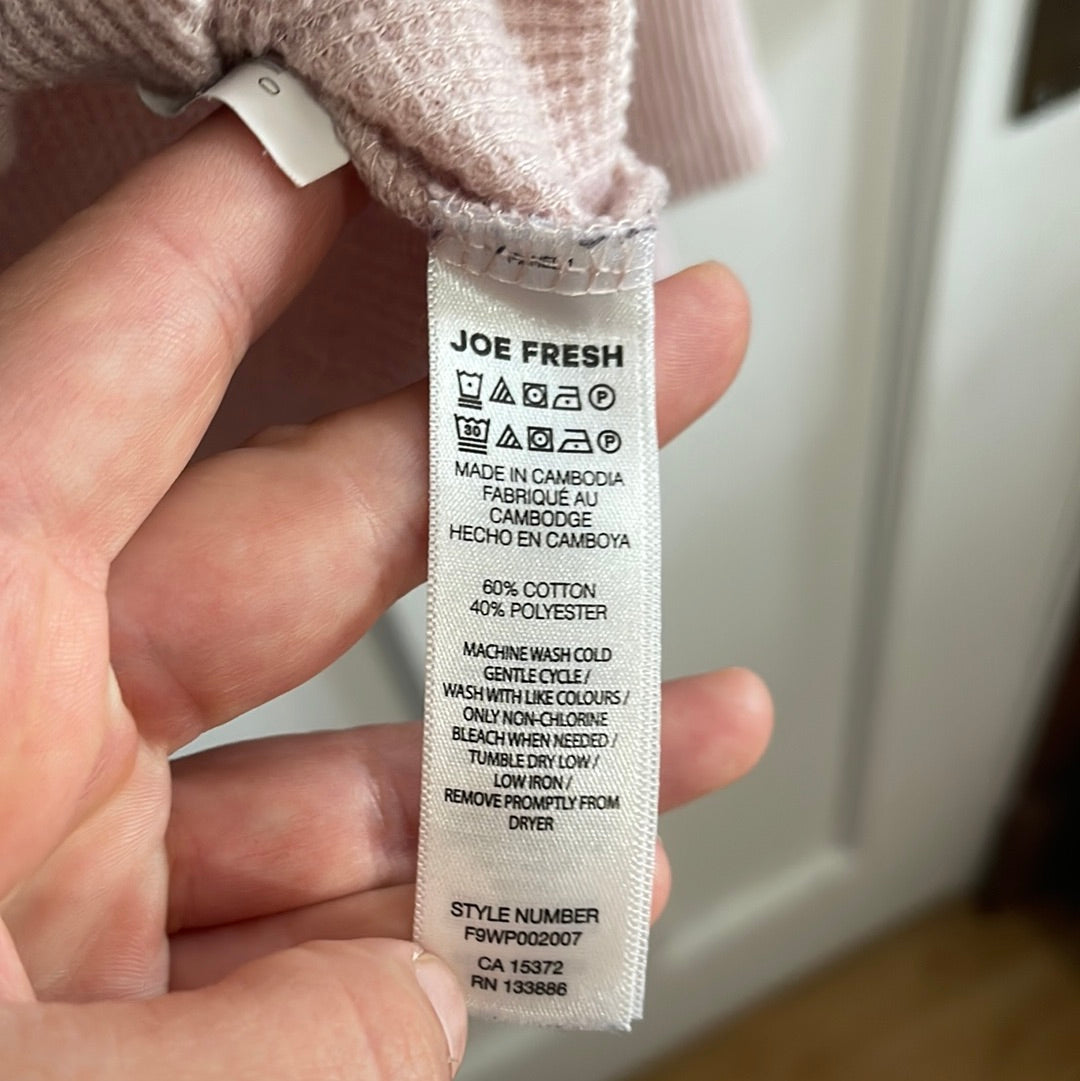 0
JOE FRESH
P
30 P
MADE IN CAMBODIA
FABRIQUÉ AU
CAMBODGE
HECHO EN CAMBOYA
60% COTTON
40% POLYESTER
MACHINE WASH COLD
GENTLE CYCLE /
WASH WITH LIKE COLOURS /
ONLY NON-CHLORINE
BLEACH WHEN NEEDED /
TUMBLE DRY LOW /
LOW IRON /
REMOVE PROMPTLY FROM
DRYER
STYLE NUMBER
F9WP002007
CA 15372
RN 133886